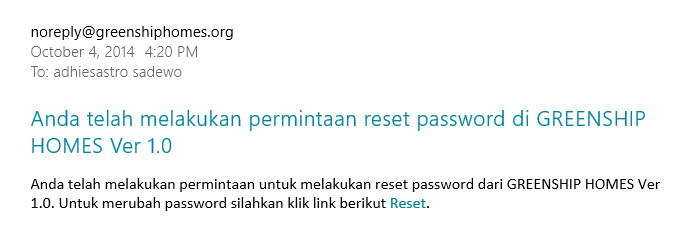 noreply@greenshiphomes.org
October 4, 2014 4:20 PM
To: adhiesastro sadewo
Anda telah melakukan permintaan reset password di GREENSHIP
HOMES Ver 1.0
Anda telah melakukan permintaan untuk melakukan reset password dari GREENSHIP HOMES Ver
1.0. Untuk merubah password silahkan klik link berikut Reset.